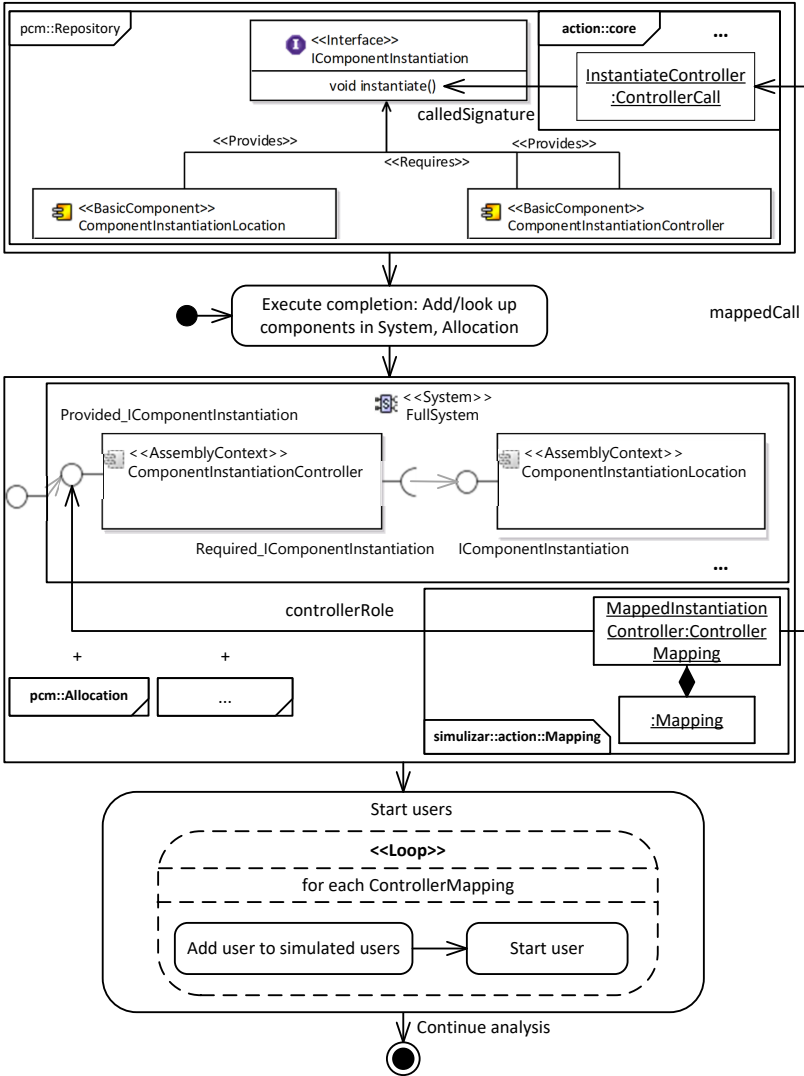 pcm::Repository
<<Interface>>
IComponentInstantiation
void instantiate()
action::core
...
InstantiateController
:ControllerCall
calledSignature
<<Provides>>
<<Requires>>
<<Provides>>
<<BasicComponent>>
ComponentInstantiationLocation
<<BasicComponent>>
ComponentInstantiationController
Execute completion: Add/look up
components in System, Allocation
mappedCall
<<System>>
FullSystem
Provided_IComponentInstantiation
<<AssemblyContext>>
ComponentInstantiationController
<<AssemblyContext>>
ComponentInstantiationLocation
Required_IComponentInstantiation
IComponentInstantiation
...
controllerRole
MappedInstantiation
Controller:Controller
Mapping
+
+
pcm::Allocation
...
:Mapping
simulizar::action::Mapping
Start users
<<Loop>>
for each ControllerMapping
Add user to simulated users
Start user
Continue analysis